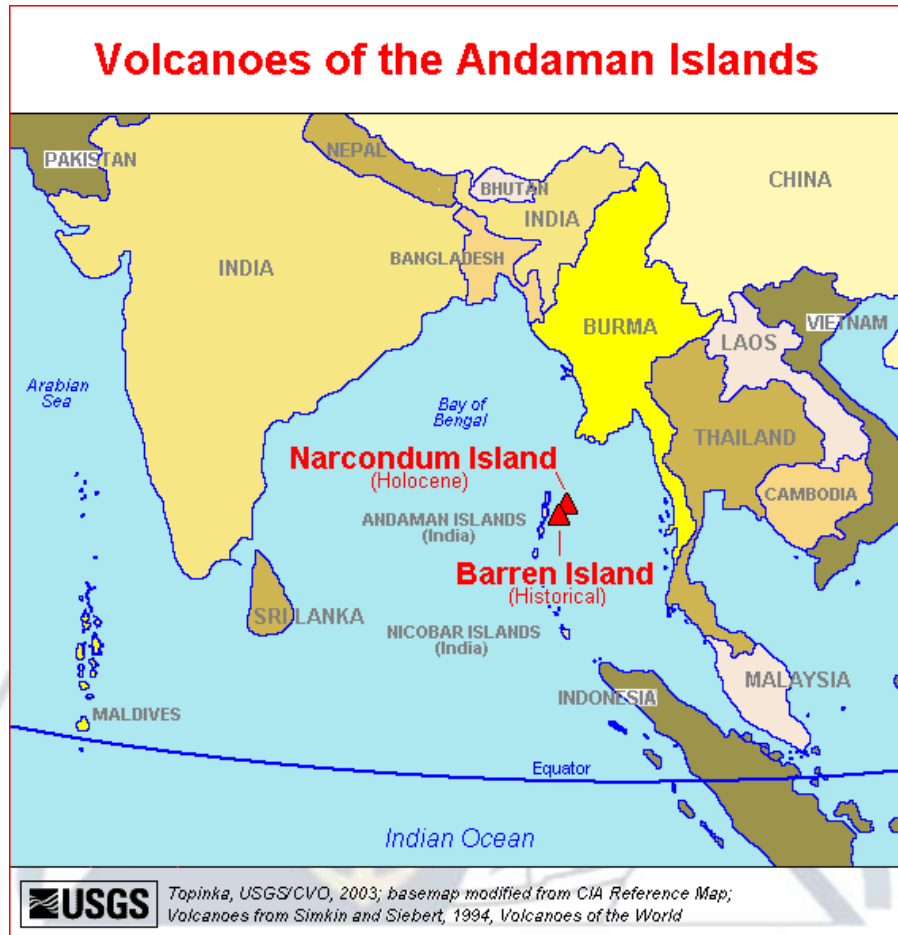 Volcanoes of the Andaman Islands
PAKISTAN
NEPAL
CHINA
BHUTAN
INDIA
BANGLADESH
INDIA
BURMA
VIETNAM
LAOS
Arabian
Sea
Bay of
Bengal
THAILAND
Narcondum Island
(Holocene)
CAMBODIA
ANDAMAN ISLANDS
(India)
Barren Island
(Historical)
SRI LANKA
NICOBAR ISLANDS
(India)
MALAYSIA
INDONESIA
MALDIVES
Equator
Indian Ocean
USGS
Topinka, USGS/CVO, 2003; basemap modified from CIA Reference Map;
Volcanoes from Simkin and Siebert, 1994, Volcanoes of the World